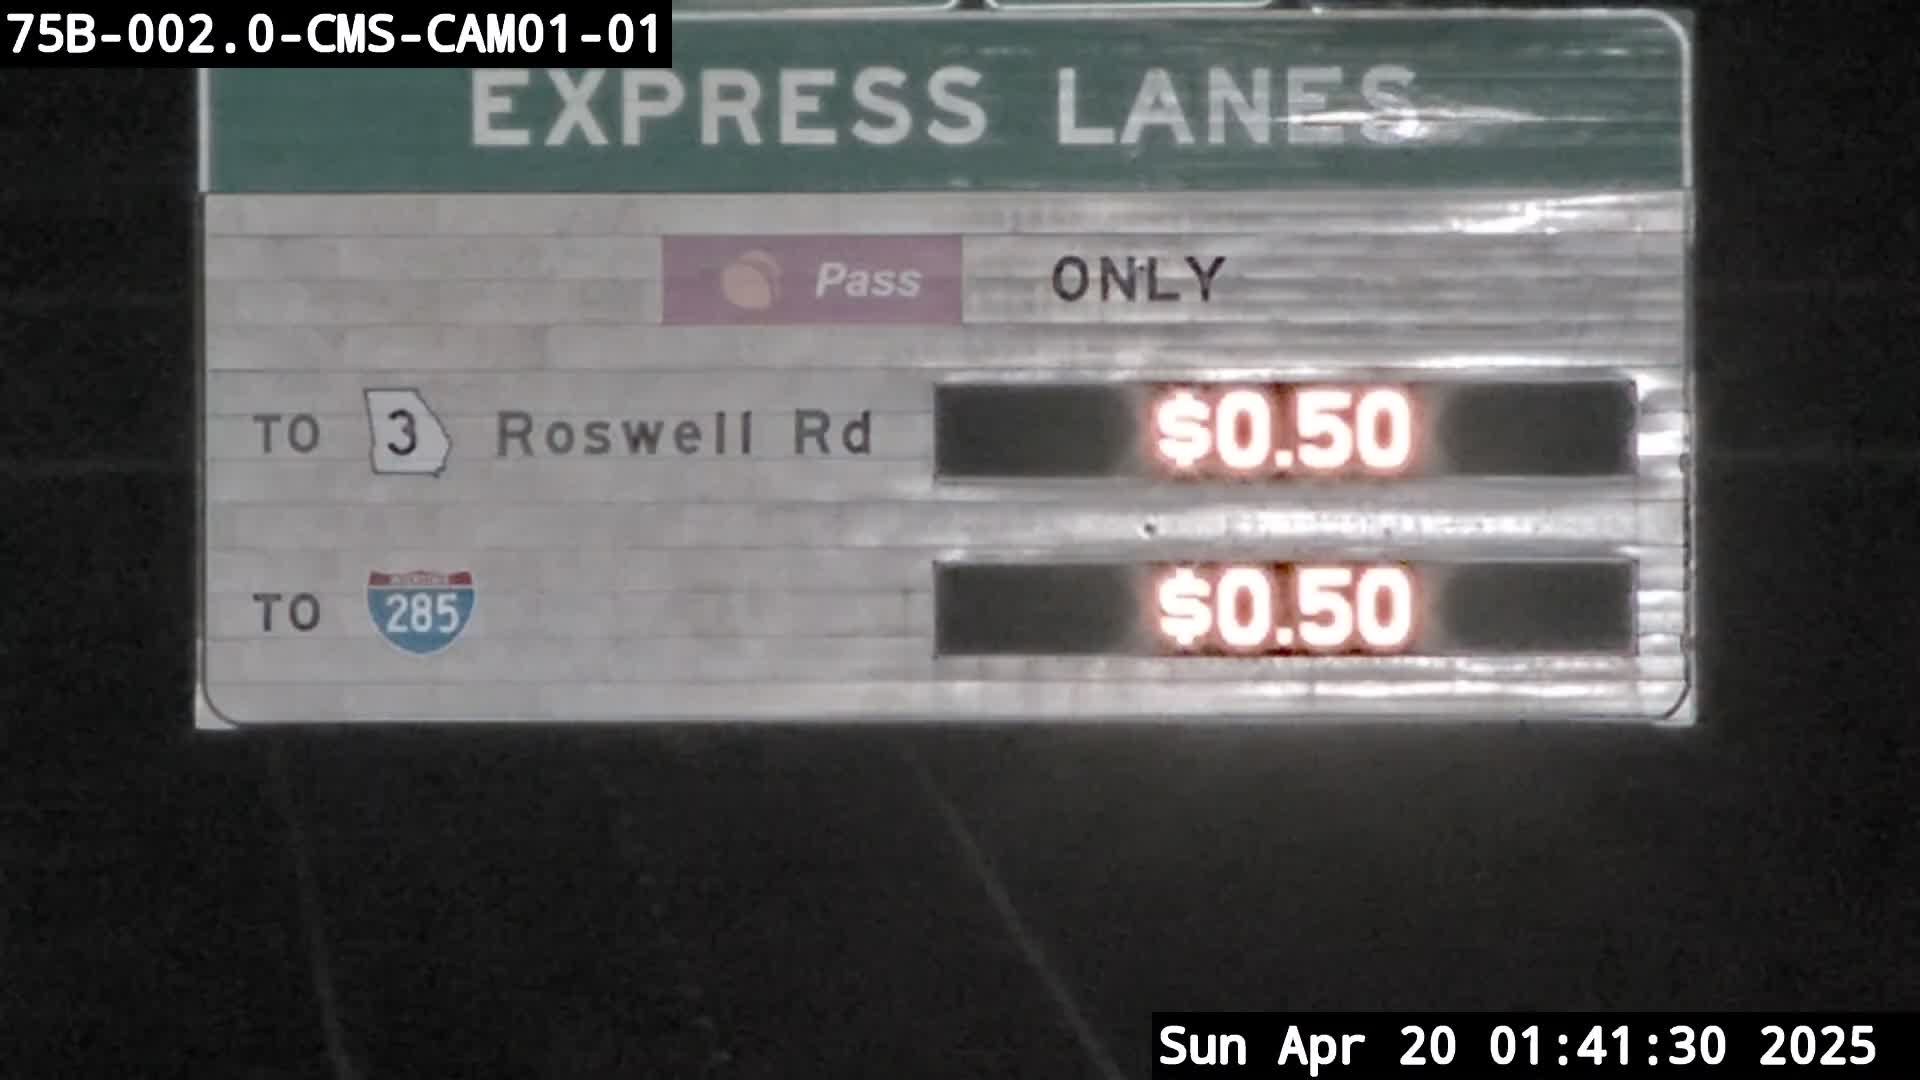 75B-002.0-CMS-CAM01-01
EXPRESS LANES
Pass ONLY
TO 3 Roswell Rd $0.50
TO 285 $0.50
Sun Apr 20 01:41:30 2025